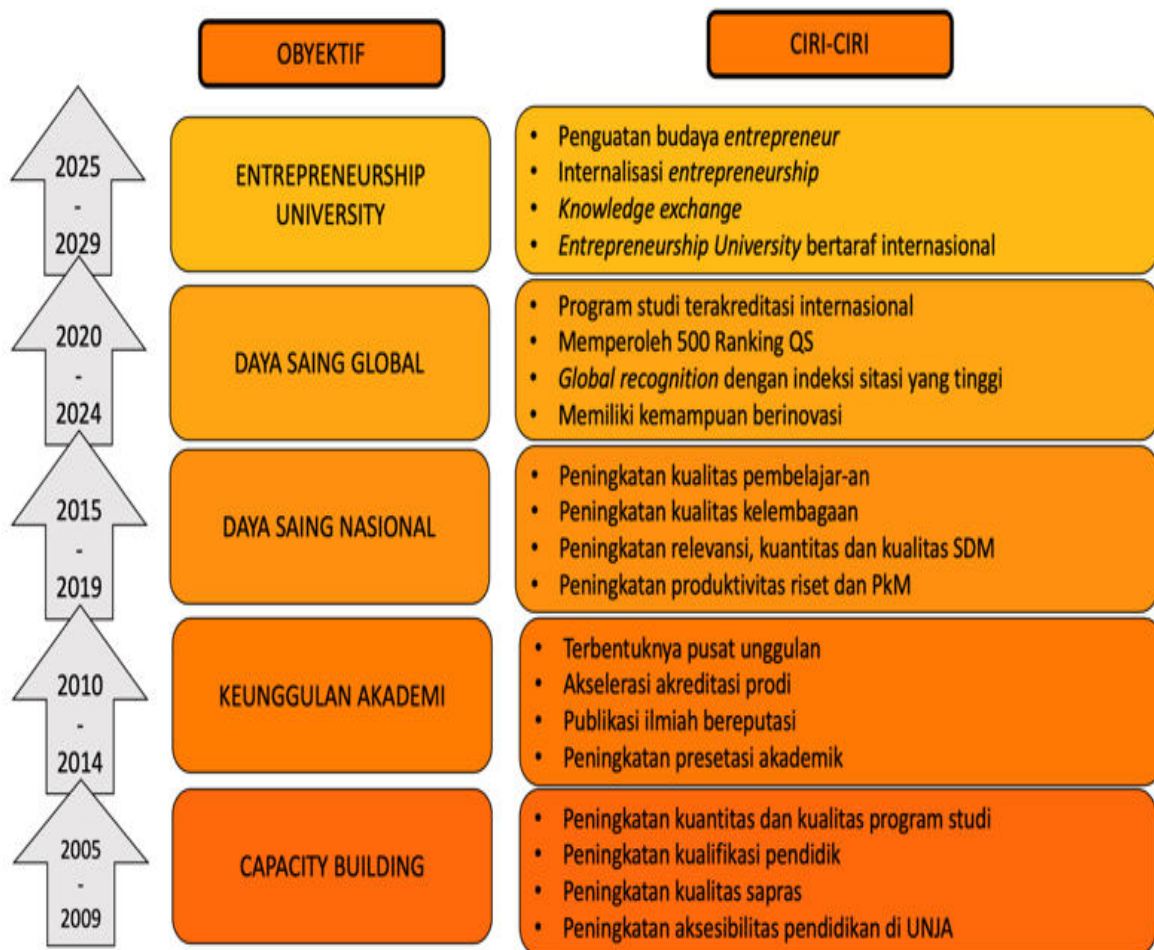 OBYEKTIF
CIRI-CIRI
2025
-
2029
ENTREPRENEURSHIP
UNIVERSITY
• Penguatan budaya entrepreneur
• Internalisasi entrepreneurship
• Knowledge exchange
• Entrepreneurship University bertaraf internasional
2020
-
2024
DAYA SAING GLOBAL
• Program studi terakreditasi internasional
• Memperoleh 500 Ranking QS
• Global recognition dengan indeksi sitasi yang tinggi
• Memiliki kemampuan berinovasi
2015
-
2019
DAYA SAING NASIONAL
• Peningkatan kualitas pembelajar-an
• Peningkatan kualitas kelembagaan
• Peningkatan relevansi, kuantitas dan kualitas SDM
• Peningkatan produktivitas riset dan PkM
2010
-
2014
KEUNGGULAN AKADEMI
• Terbentuknya pusat unggulan
• Akselerasi akreditasi prodi
• Publikasi ilmiah bereputasi
• Peningkatan presetasi akademik
2005
-
2009
CAPACITY BUILDING
• Peningkatan kuantitas dan kualitas program studi
• Peningkatan kualifikasi pendidik
• Peningkatan kualitas sapras
• Peningkatan aksesibilitas pendidikan di UNJA